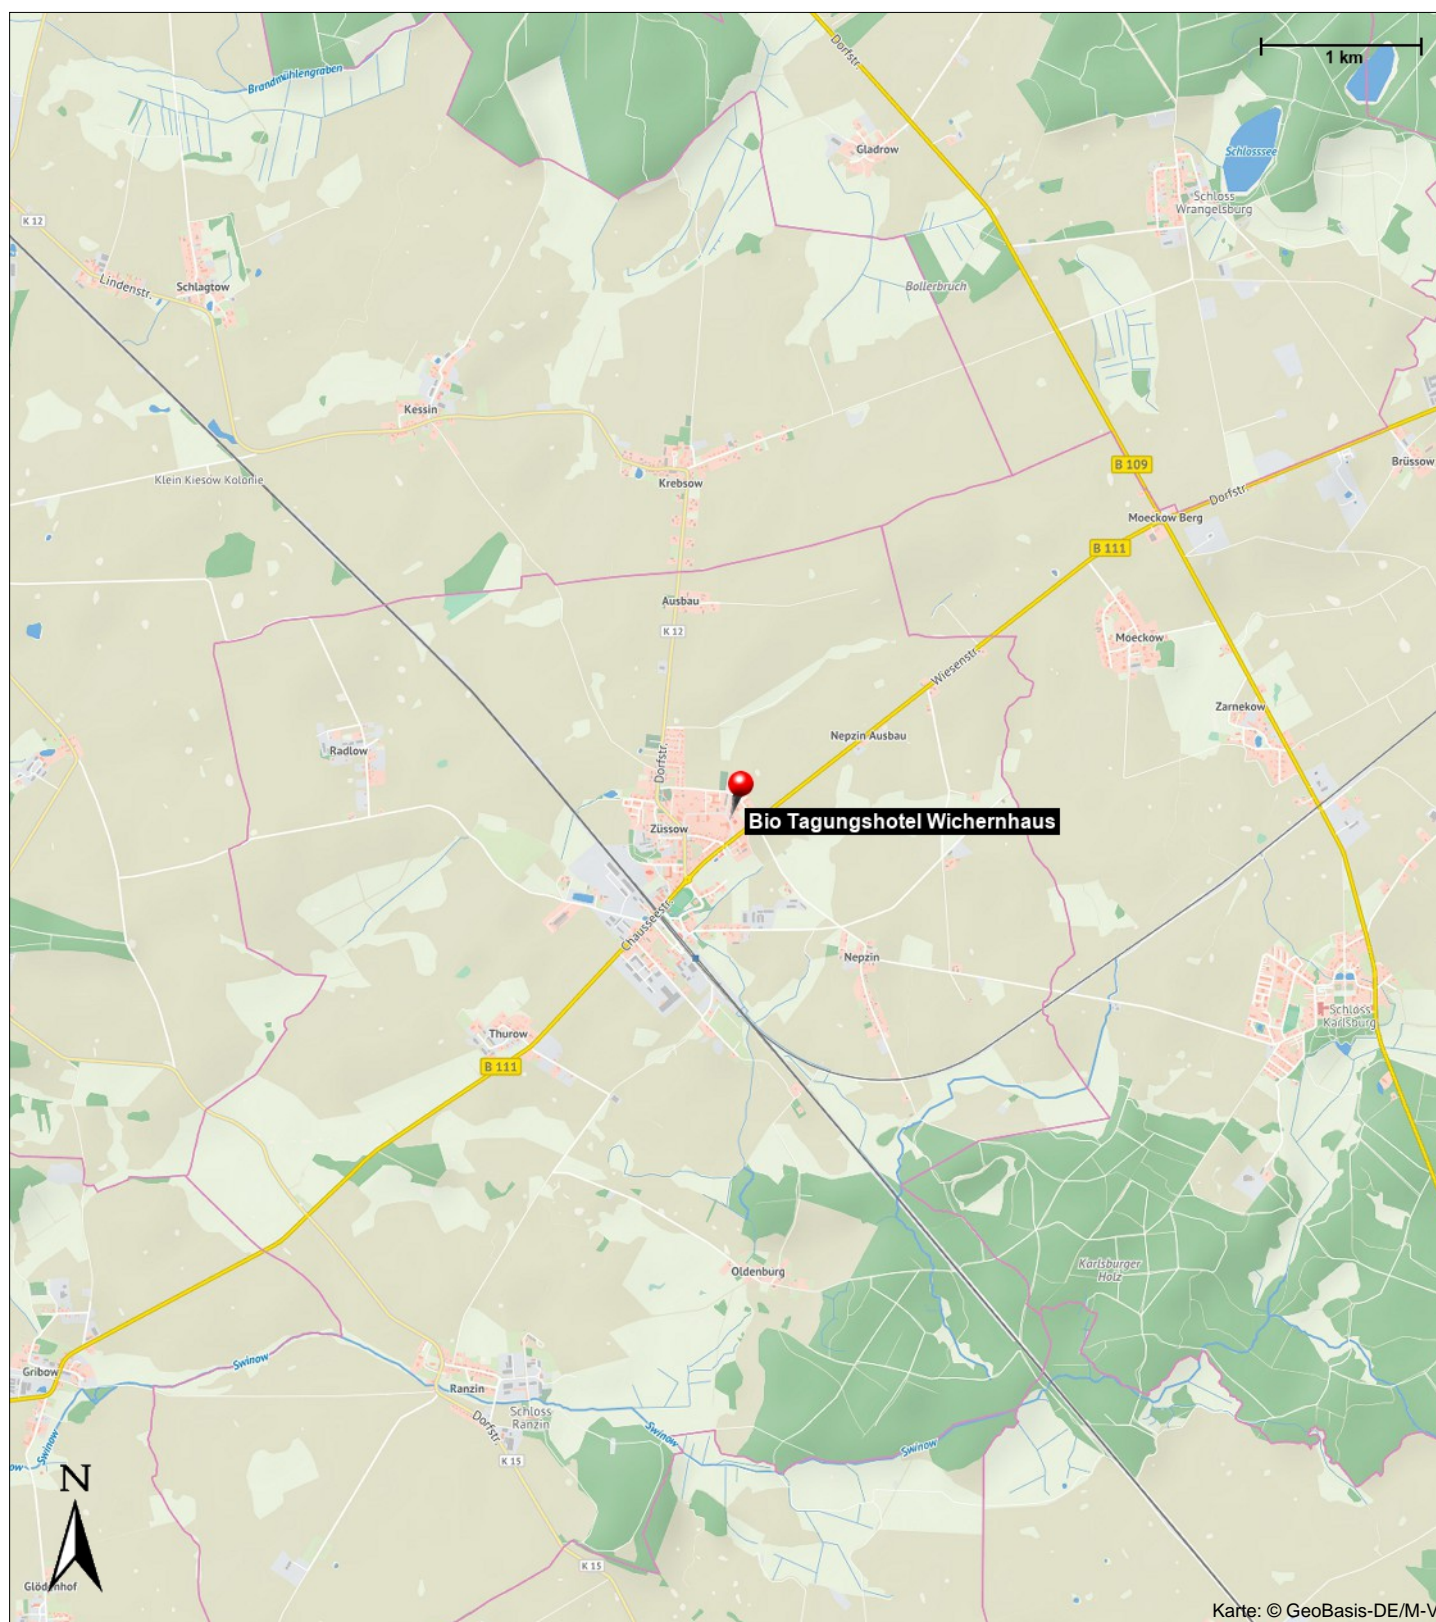 Dorfstr.
1 km
Brandmühlengraben
Gladrow
Schlosssee
Schloss
Wrangelsburg
K 12
Lindenstr.
Schlagtow
Bollerbruch
Kessin
B 109
Brüssow
Krebsow
Klein Kiesow Kolonie
Dorfstr.
Moeckow Berg
B 111
Ausbau
K 12
Moeckow
Wiesenstr.
Zarnekow
Nepzin Ausbau
Radlow
Dorfstr.
Bio Tagungshotel Wichernhaus
Züssow
Chausseestr.
Nepzin
Schloss
Karlsburg
Thurow
B 111
Oldenburg
Karlsburger
Holz
Swinow
Gribow
Ranzin
Schloss
Ranzin
Dorfstr.
Swinow
Swinow
Swinow
ow
K 15
N
K 15
Glödenhof
Karte: © GeoBasis-DE/M-V